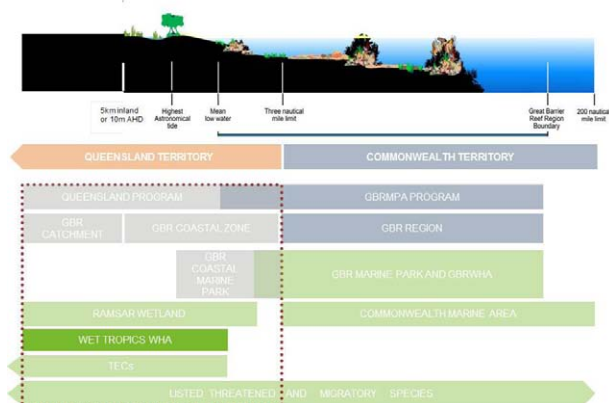 5km inland
or 10m AHD
Highest
Astronomical
tide
Mean
low water
Three nautical
mile limit
Great Barrier
Reef Region
Boundary
200 nautical
mile limit
QUEENSLAND TERRITORY
COMMONWEALTH TERRITORY
QUEENSLAND PROGRAM
GBRMPA PROGRAM
GBR
CATCHMENT
GBR COASTAL ZONE
GBR REGION
GBR
COASTAL
MARINE
PARK
GBR MARINE PARK AND GBRWHA
RAMSAR WETLAND
COMMONWEALTH MARINE AREA
WET TROPICS WHA
TECs
LISTED THREATENED AND MIGRATORY SPECIES